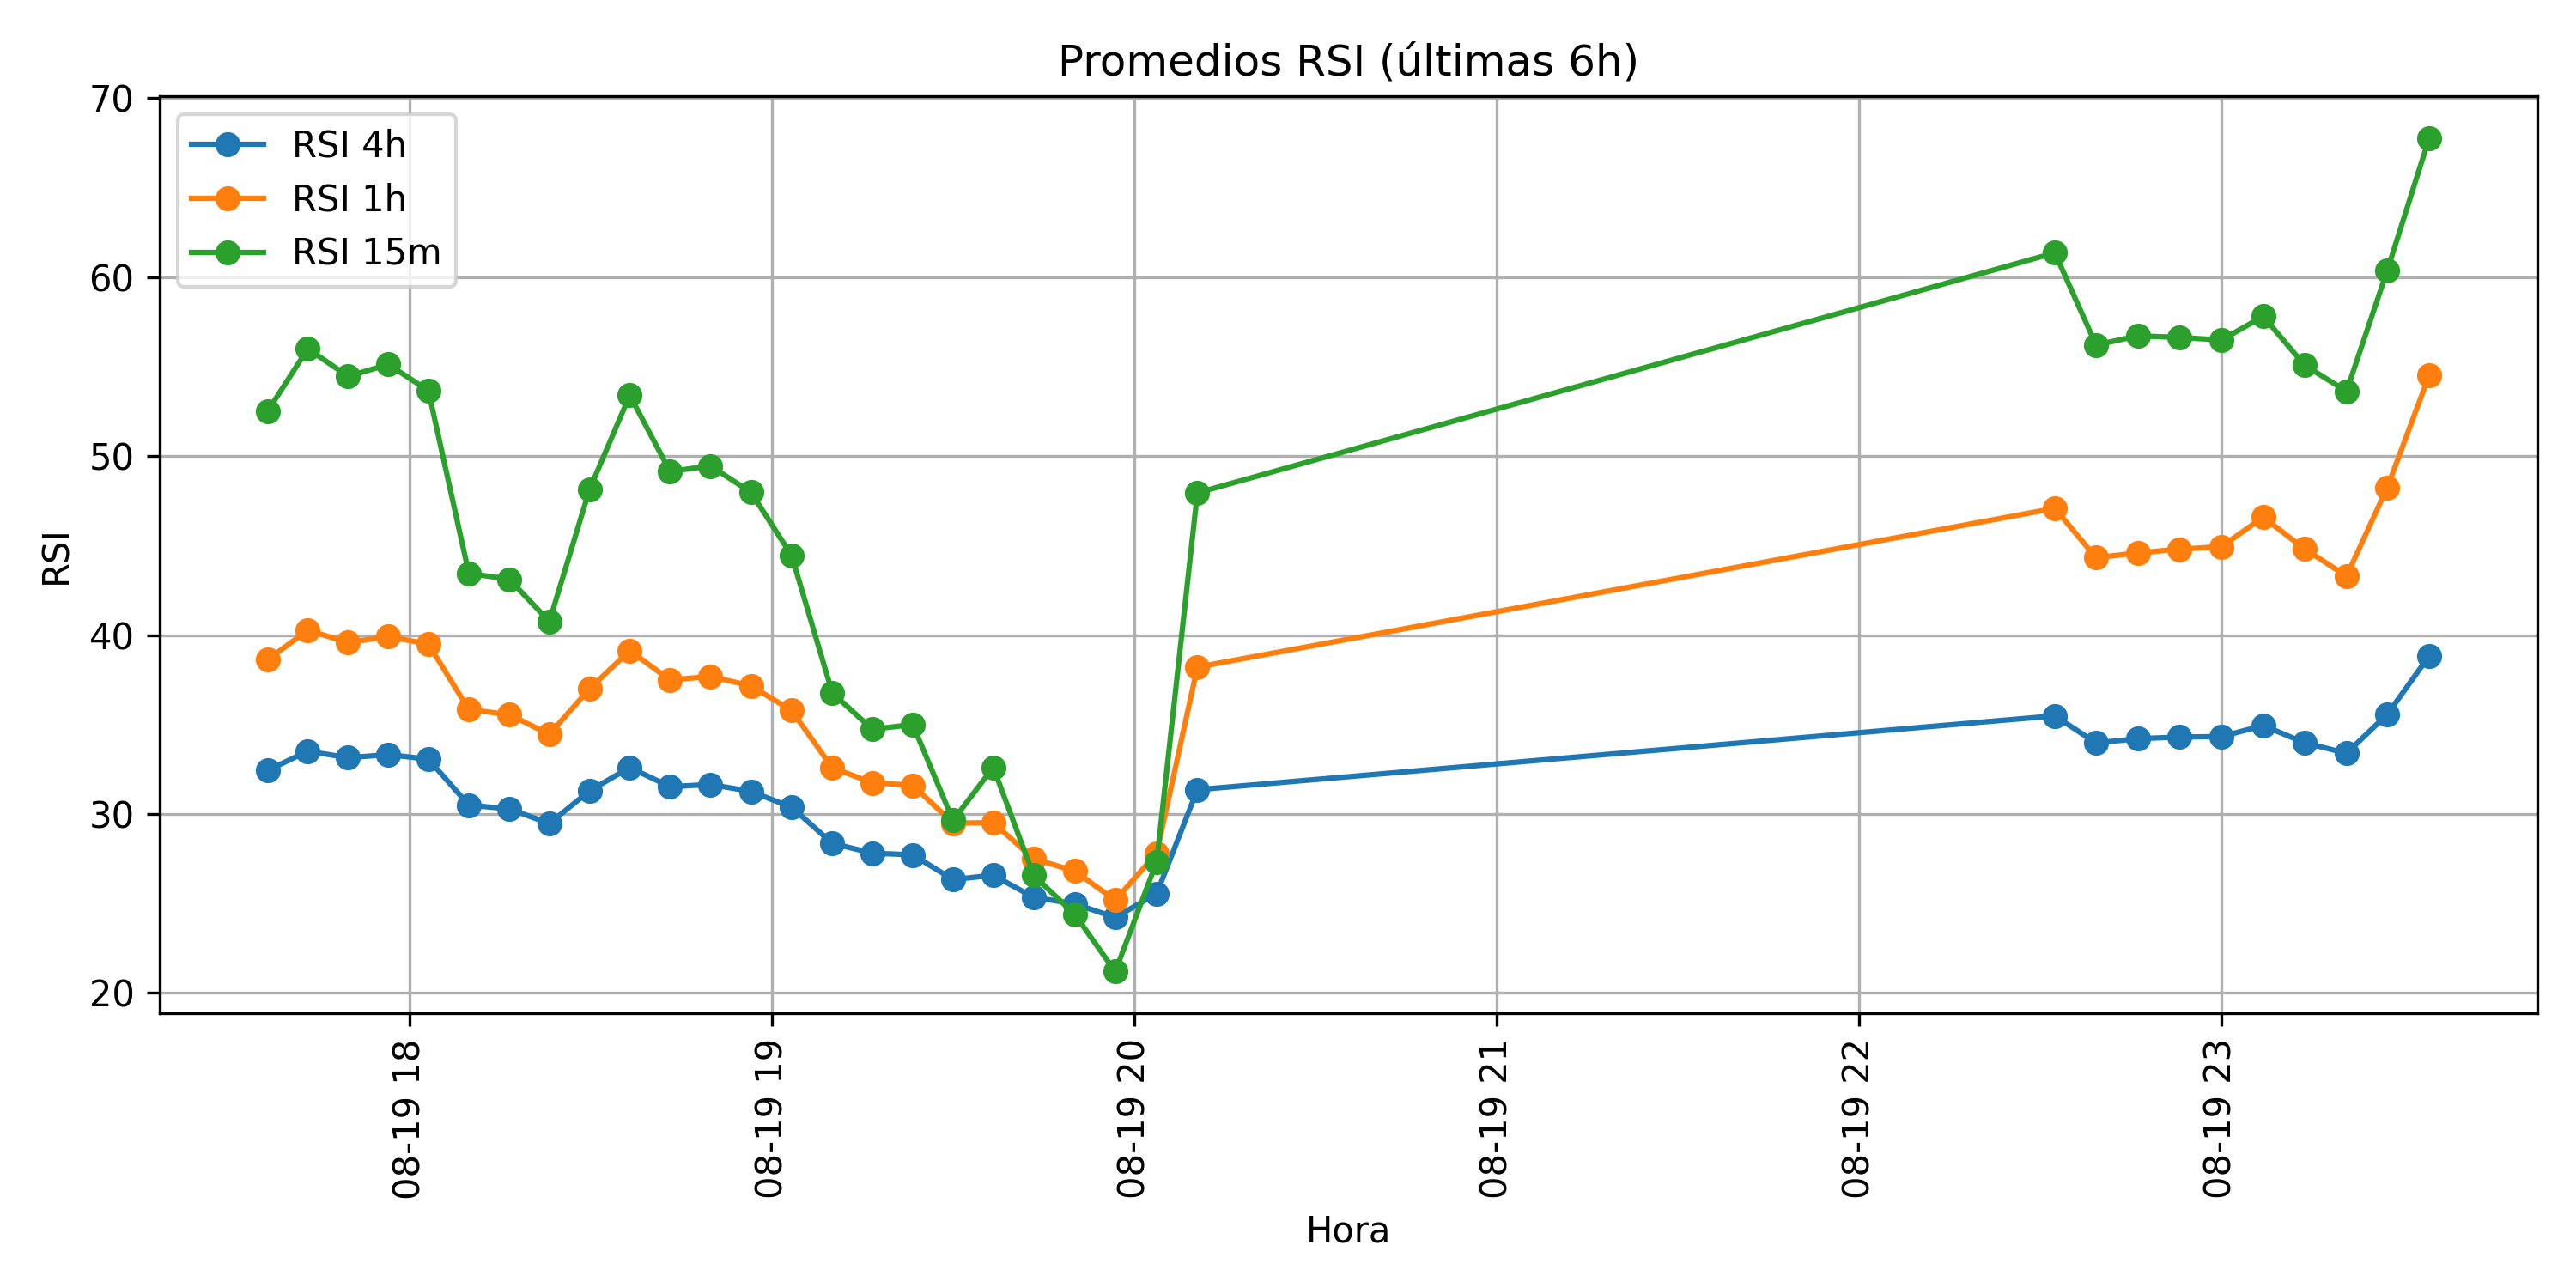 Promedios RSI (últimas 6h)
RSI 4h
RSI 1h
RSI 15m
RSI
70
60
50
40
30
20
08-19 18
08-19 19
08-19 20
08-19 21
08-19 22
08-19 23
Hora